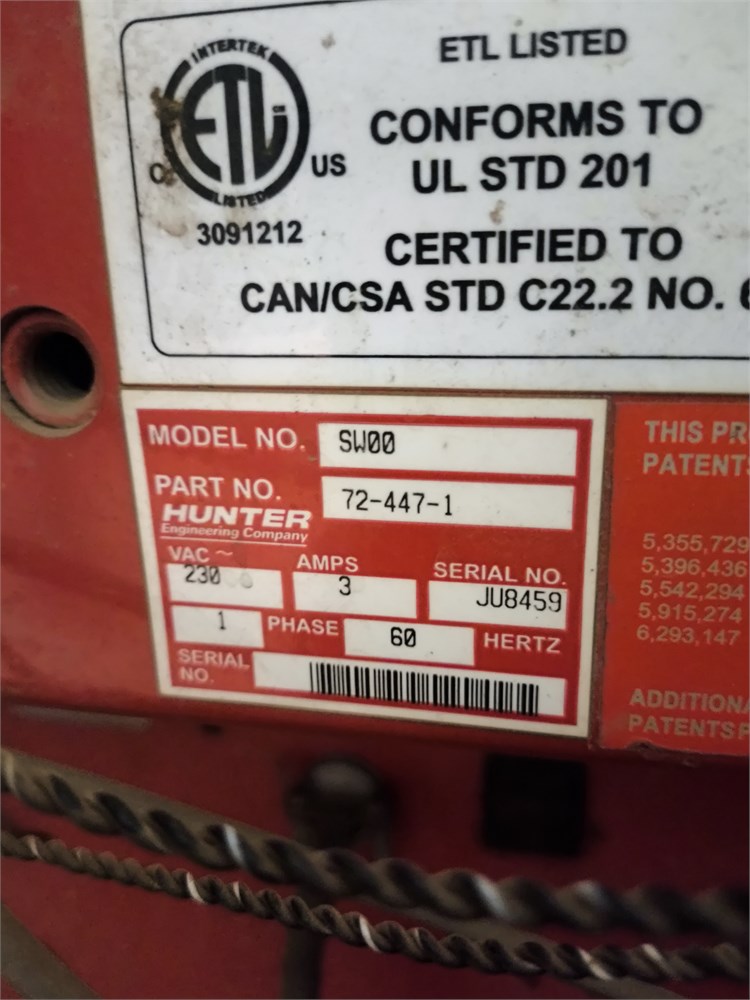 INTERTEK
ETL CM
LISTED
C US
3091212
ETL LISTED
CONFORMS TO
UL STD 201
CERTIFIED TO
CAN/CSA STD C22.2 NO. 6
MODEL NO. SW00
PART NO. 72-447-1
HUNTER
Engineering Company
VAC ~ 230
AMPS 3
SERIAL NO. JU8459
1 PHASE 60 HERTZ
SERIAL
NO.
THIS PR
PATENT
5,355,729
5,396,436
5,542,294
5,915,274
6,293,147
ADDITIONA
PATENTS P